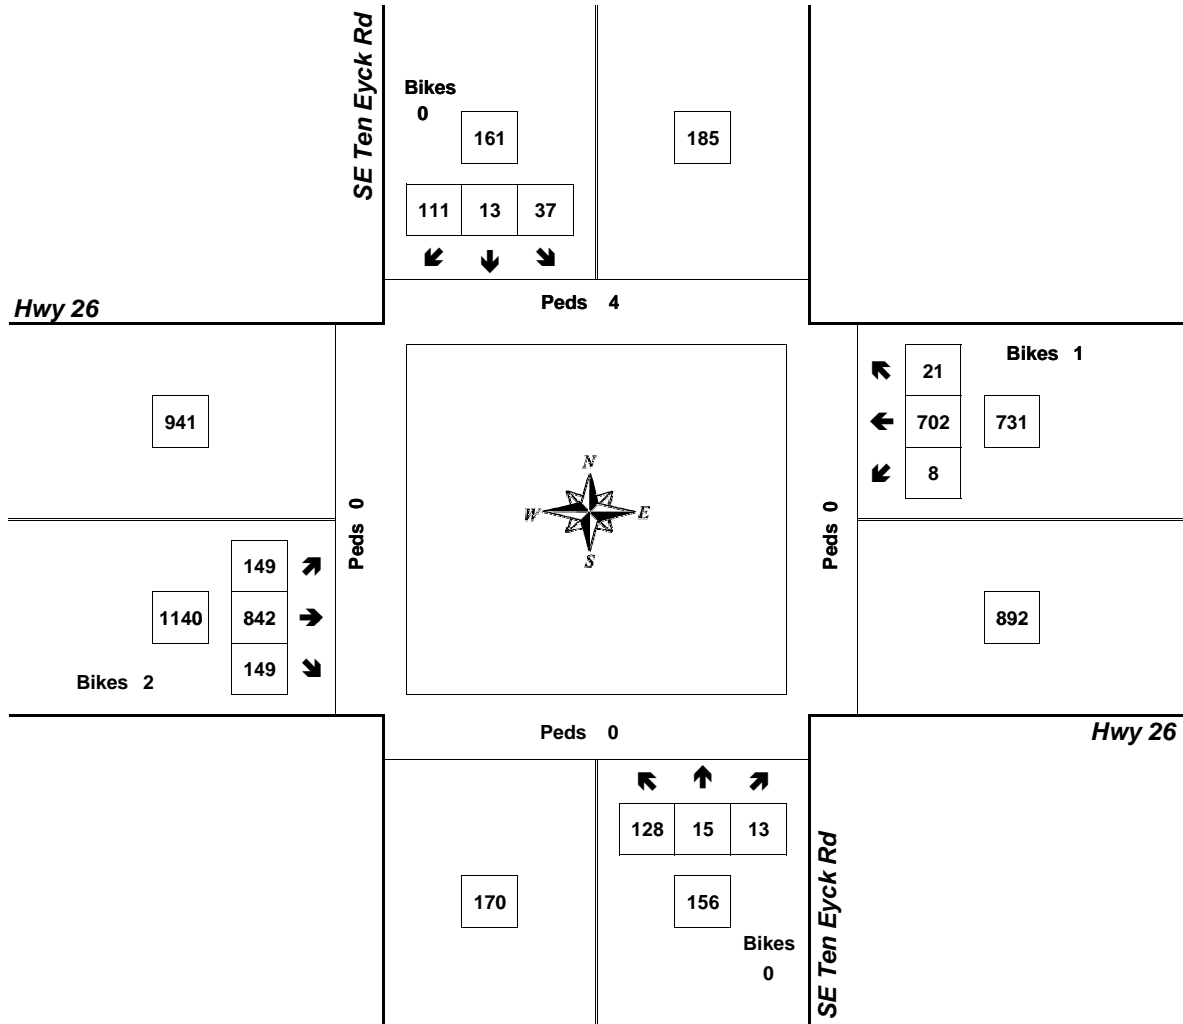 SE Ten Eyck Rd
Bikes
0
161
185
111 13 37
Hwy 26
Peds 4
Bikes 1
21
941
702 731
8
N
W E
S
Peds 0
Peds 0
149
1140 842
149
892
Bikes 2
Peds 0
Hwy 26
128 15 13
170
156
Bikes
0
SE Ten Eyck Rd